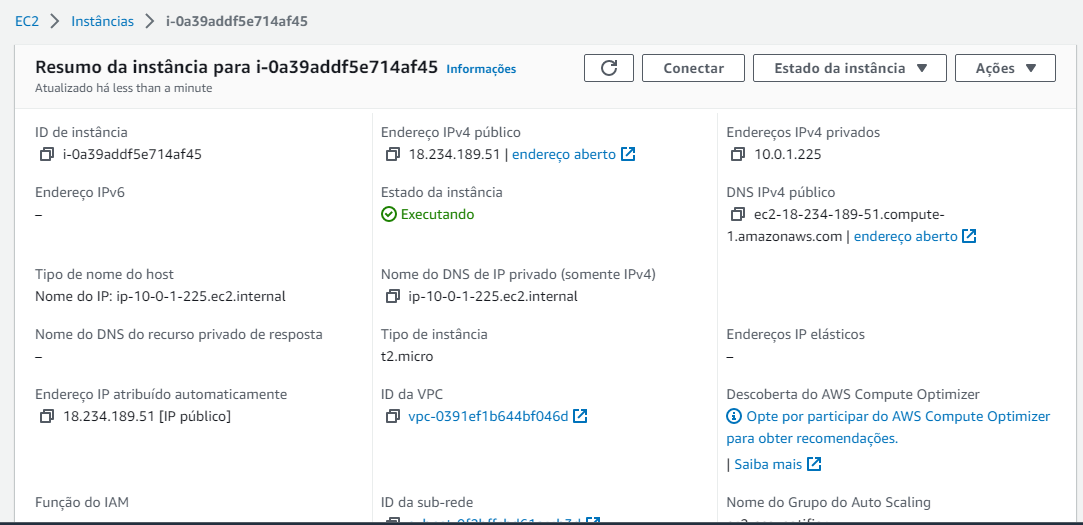 EC2 > Instâncias > i-0a39addf5e714af45
Resumo da instância para i-0a39addf5e714af45 Informações
Atualizado há less than a minute
Conectar
Estado da instância
Ações
ID de instância
i-0a39addf5e714af45
Endereço IPv4 público
18.234.189.51 | endereço aberto
Endereços IPv4 privados
10.0.1.225
Endereço IPv6
–
Estado da instância
Executando
DNS IPv4 público
ec2-18-234-189-51.compute-
1.amazonaws.com | endereço aberto
Tipo de nome do host
Nome do IP: ip-10-0-1-225.ec2.internal
Nome do DNS de IP privado (somente IPv4)
ip-10-0-1-225.ec2.internal
Nome do DNS do recurso privado de resposta
–
Tipo de instância
t2.micro
Endereços IP elásticos
–
Endereço IP atribuído automaticamente
18.234.189.51 [IP público]
ID da VPC
vpc-0391ef1b644bf046d
Descoberta do AWS Compute Optimizer
Opte por participar do AWS Compute Optimizer
para obter recomendações.
| Saiba mais
Função do IAM
ID da sub-rede
Nome do Grupo do Auto Scaling